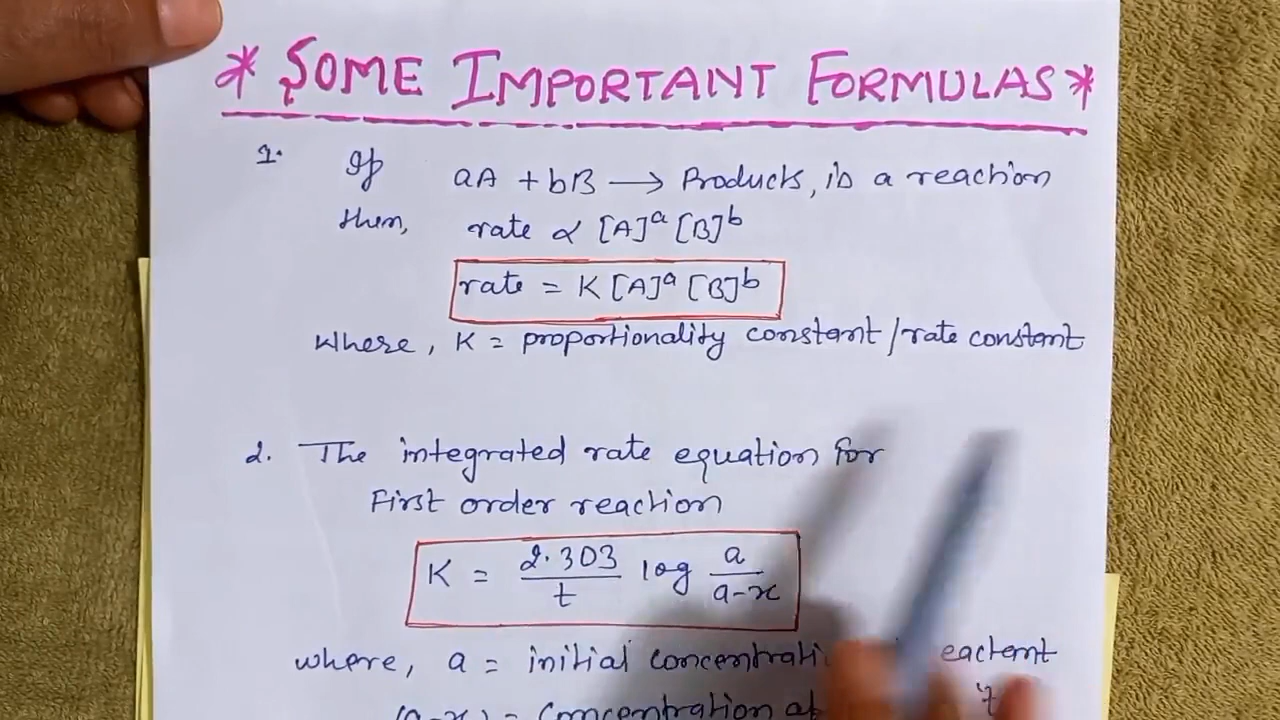 * SOME IMPORTANT FORMULAS *
1. If aA + bB → Products, is a reaction
then, rate ∝ [A]ᵃ [B]ᵇ
rate = K [A]ᵃ [B]ᵇ
Where, K = proportionality constant/rate constant
2. The integrated rate equation for
First order reaction
K = 2.303/t log a/a-x
where, a = initial
(a-x) = Concentration